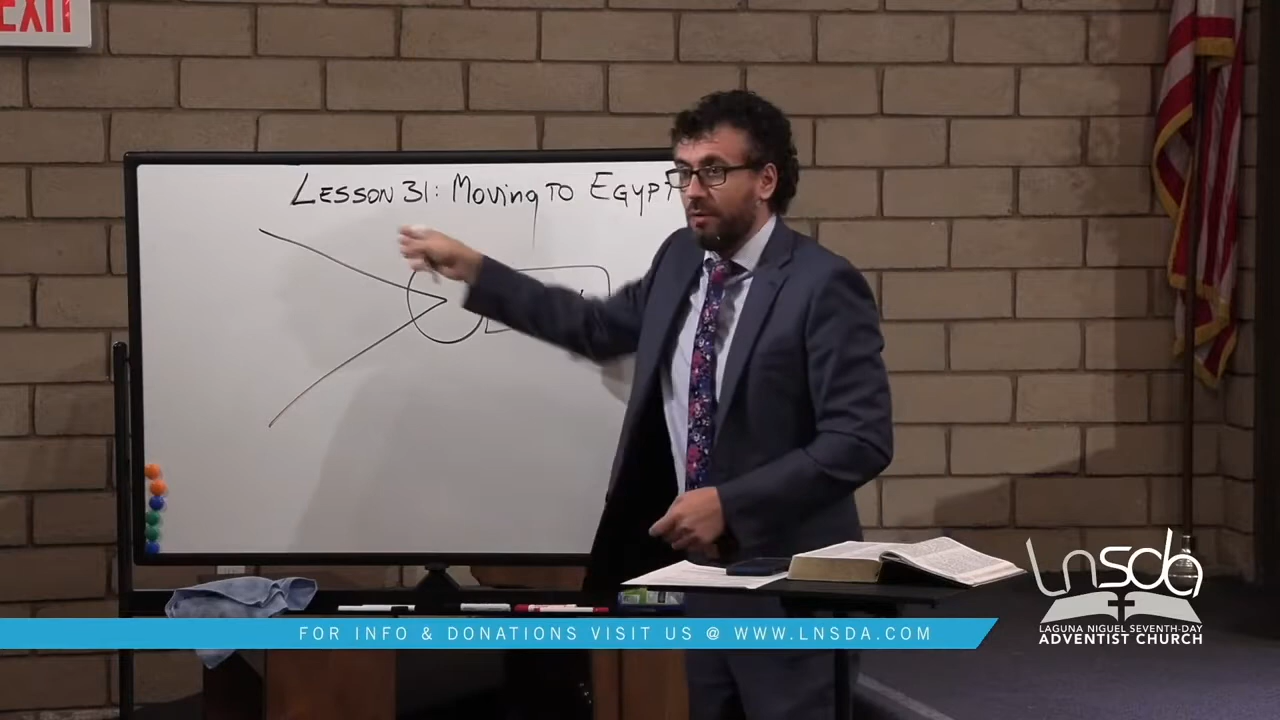 EXIT
LESSON 31: MOVING TO EGYPT
FOR INFO & DONATIONS VISIT US @ WWW.LNSDA.COM
LNSDA
LAGUNA NIGUEL SEVENTH-DAY
ADVENTIST CHURCH